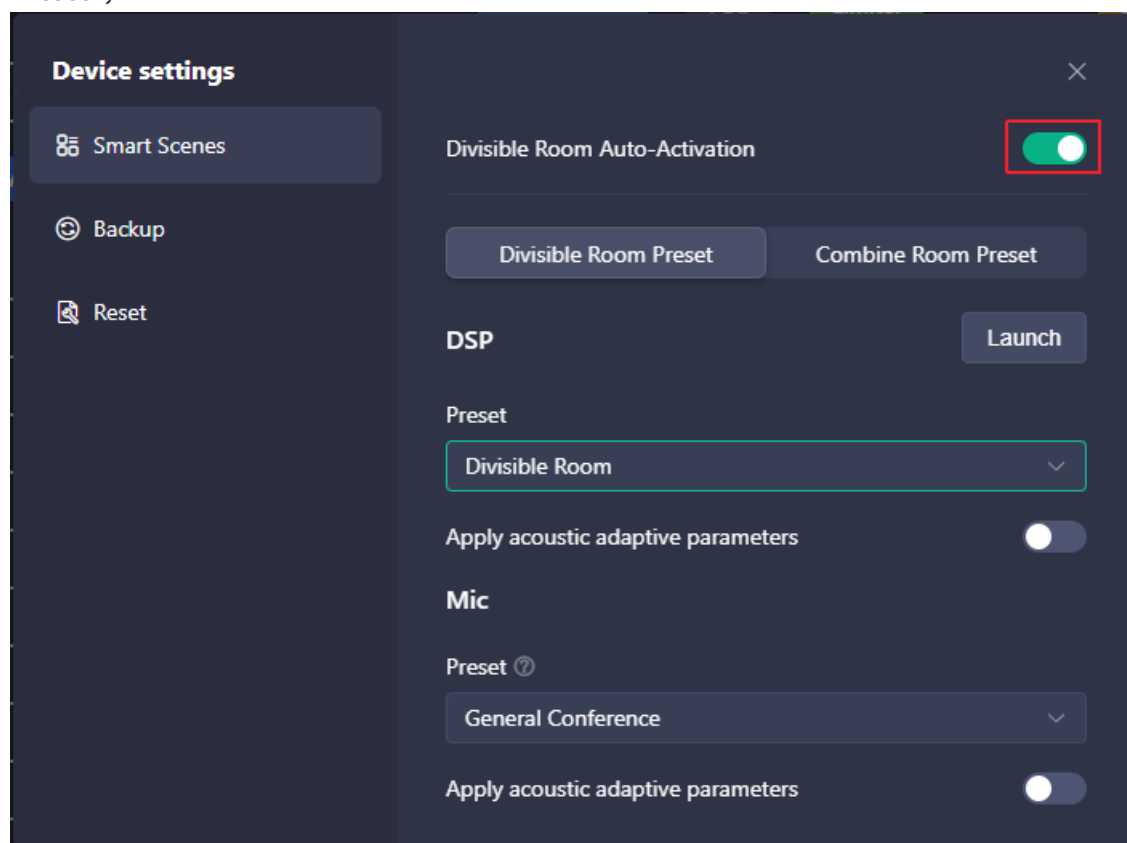 Device settings
Smart Scenes
Backup
Reset
Divisible Room Auto-Activation
Divisible Room Preset
Combine Room Preset
DSP
Launch
Preset
Divisible Room
Apply acoustic adaptive parameters
Mic
Preset
General Conference
Apply acoustic adaptive parameters